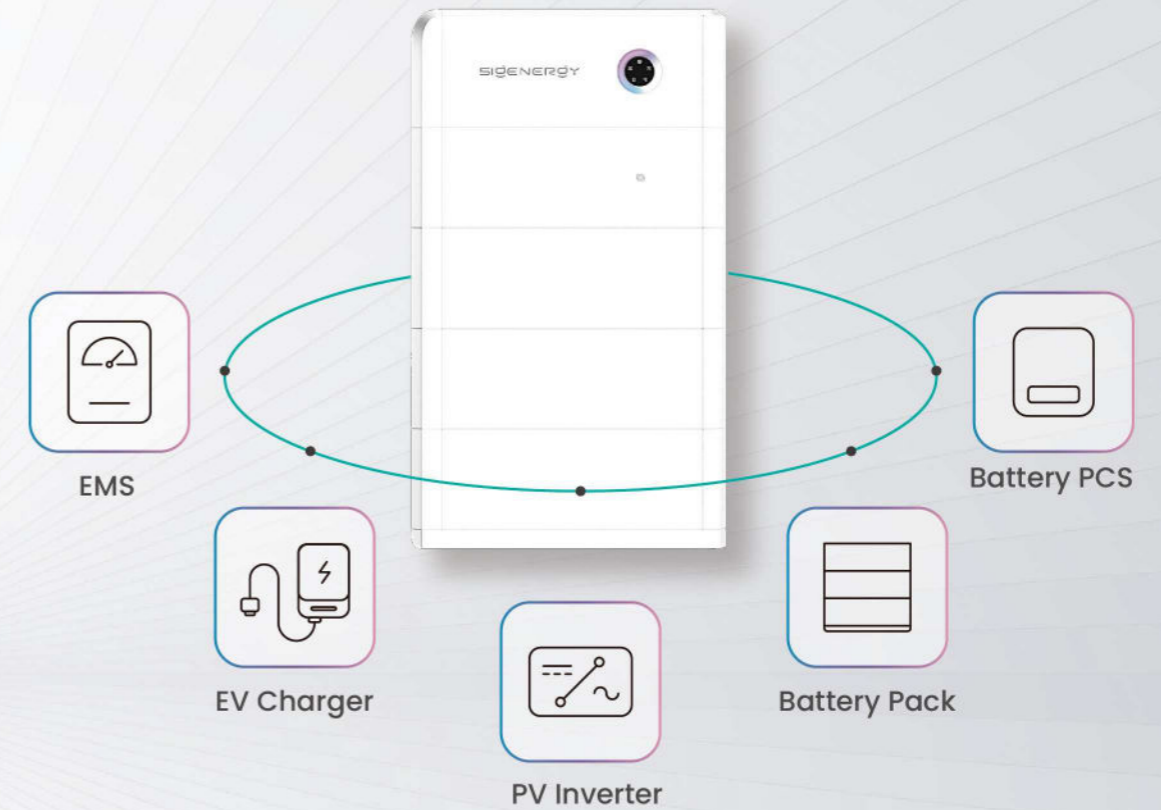 SIGENERGY
EMS
Battery PCS
EV Charger
Battery Pack
PV Inverter